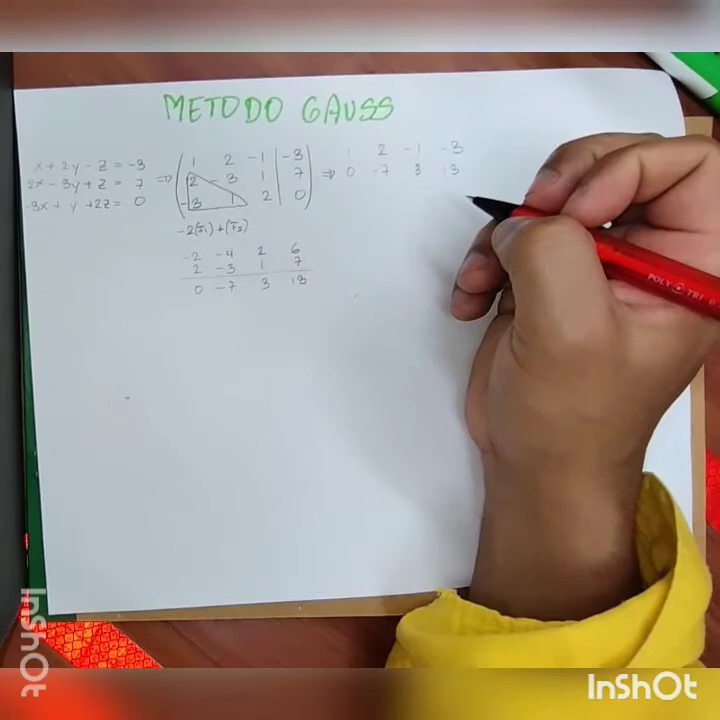 METODO GAUSS
x + 2y - z = -3
2x - 3y + z = 7
-3x + y + 2z = 0
=> ( 1 2 -1 | -3
2 -3 1 | 7
-3 1 2 | 0 )
=> 1 2 -1 -3
0 -7 3 13
-2(F1) + (F2)
-2 -4 2 6
2 -3 1 7
0 -7 3 13
POLY TRI
InShOt
InShOt